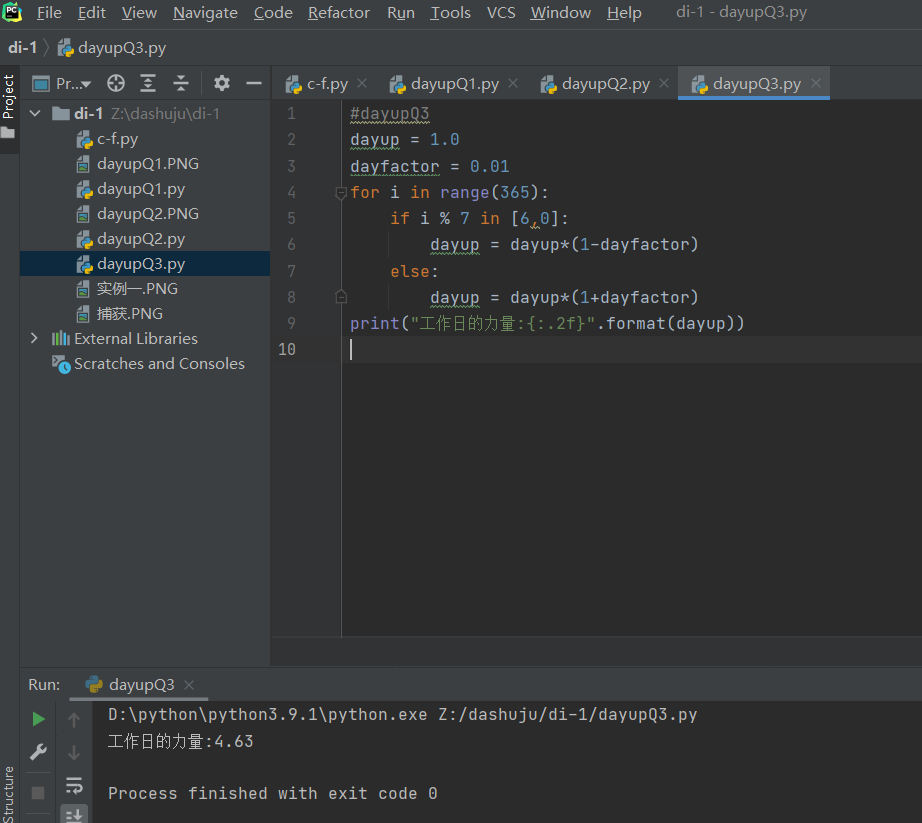 PC File Edit View Navigate Code Refactor Run Tools VCS Window Help di-1 - dayupQ3.py
di-1 dayupQ3.py
Project
Pr...
c-f.py dayupQ1.py dayupQ2.py dayupQ3.py
di-1 Z:\dashuju\di-1
c-f.py
dayupQ1.PNG
dayupQ1.py
dayupQ2.PNG
dayupQ2.py
dayupQ3.py
实例一.PNG
捕获.PNG
External Libraries
Scratches and Consoles
1 #dayupQ3
2 dayup = 1.0
3 dayfactor = 0.01
4 for i in range(365):
5 if i % 7 in [6,0]:
6 dayup = dayup*(1-dayfactor)
7 else:
8 dayup = dayup*(1+dayfactor)
9 print("工作日的力量:{:.2f}".format(dayup))
10
Run: dayupQ3
D:\python\python3.9.1\python.exe Z:/dashuju/di-1/dayupQ3.py
工作日的力量:4.63
Process finished with exit code 0
Structure